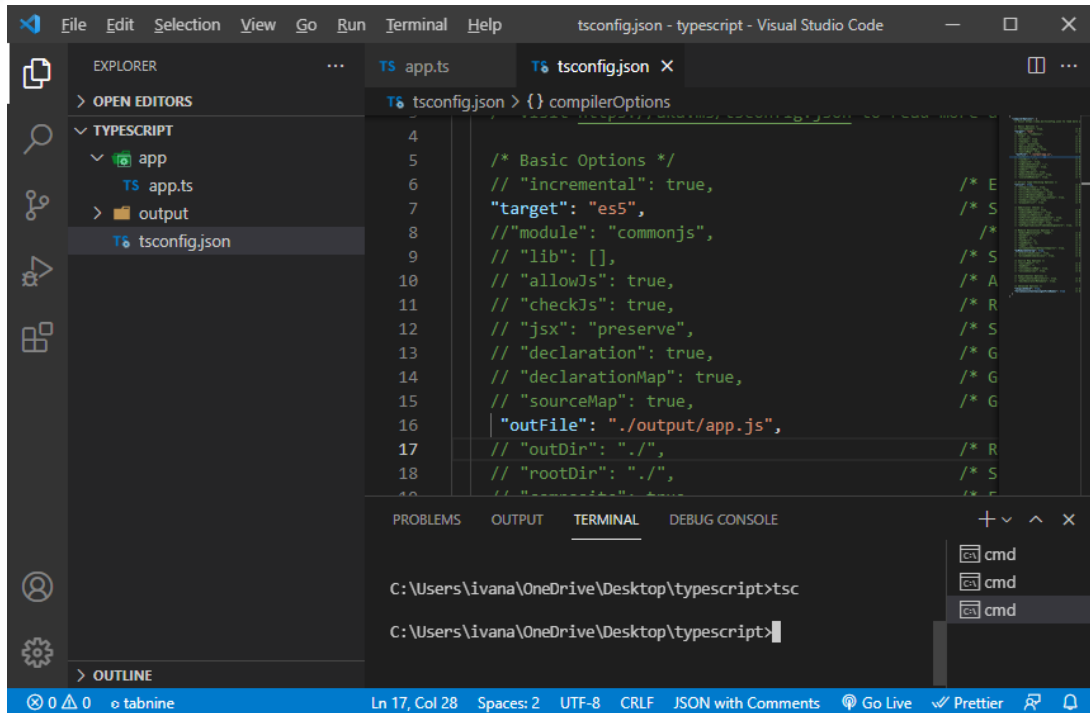 File Edit Selection View Go Run Terminal Help tsconfig.json - typescript - Visual Studio Code
EXPLORER
TS app.ts
TS tsconfig.json
OPEN EDITORS
tsconfig.json > {} compilerOptions
TYPESCRIPT
app
TS app.ts
output
tsconfig.json
4
5 /* Basic Options */
6 // "incremental": true, /* E
7 "target": "es5", /* S
8 //"module": "commonjs", /*
9 // "lib": [], /* S
10 // "allowJs": true, /* A
11 // "checkJs": true, /* R
12 // "jsx": "preserve", /* S
13 // "declaration": true, /* G
14 // "declarationMap": true, /* G
15 // "sourceMap": true, /* G
16 "outFile": "./output/app.js",
17 // "outDir": "./", /* R
18 // "rootDir": "./", /* S
PROBLEMS OUTPUT TERMINAL DEBUG CONSOLE
C:\Users\ivana\OneDrive\Desktop\typescript>tsc
C:\Users\ivana\OneDrive\Desktop\typescript>
cmd
cmd
cmd
OUTLINE
0 0 tabnine Ln 17, Col 28 Spaces: 2 UTF-8 CRLF JSON with Comments Go Live Prettier